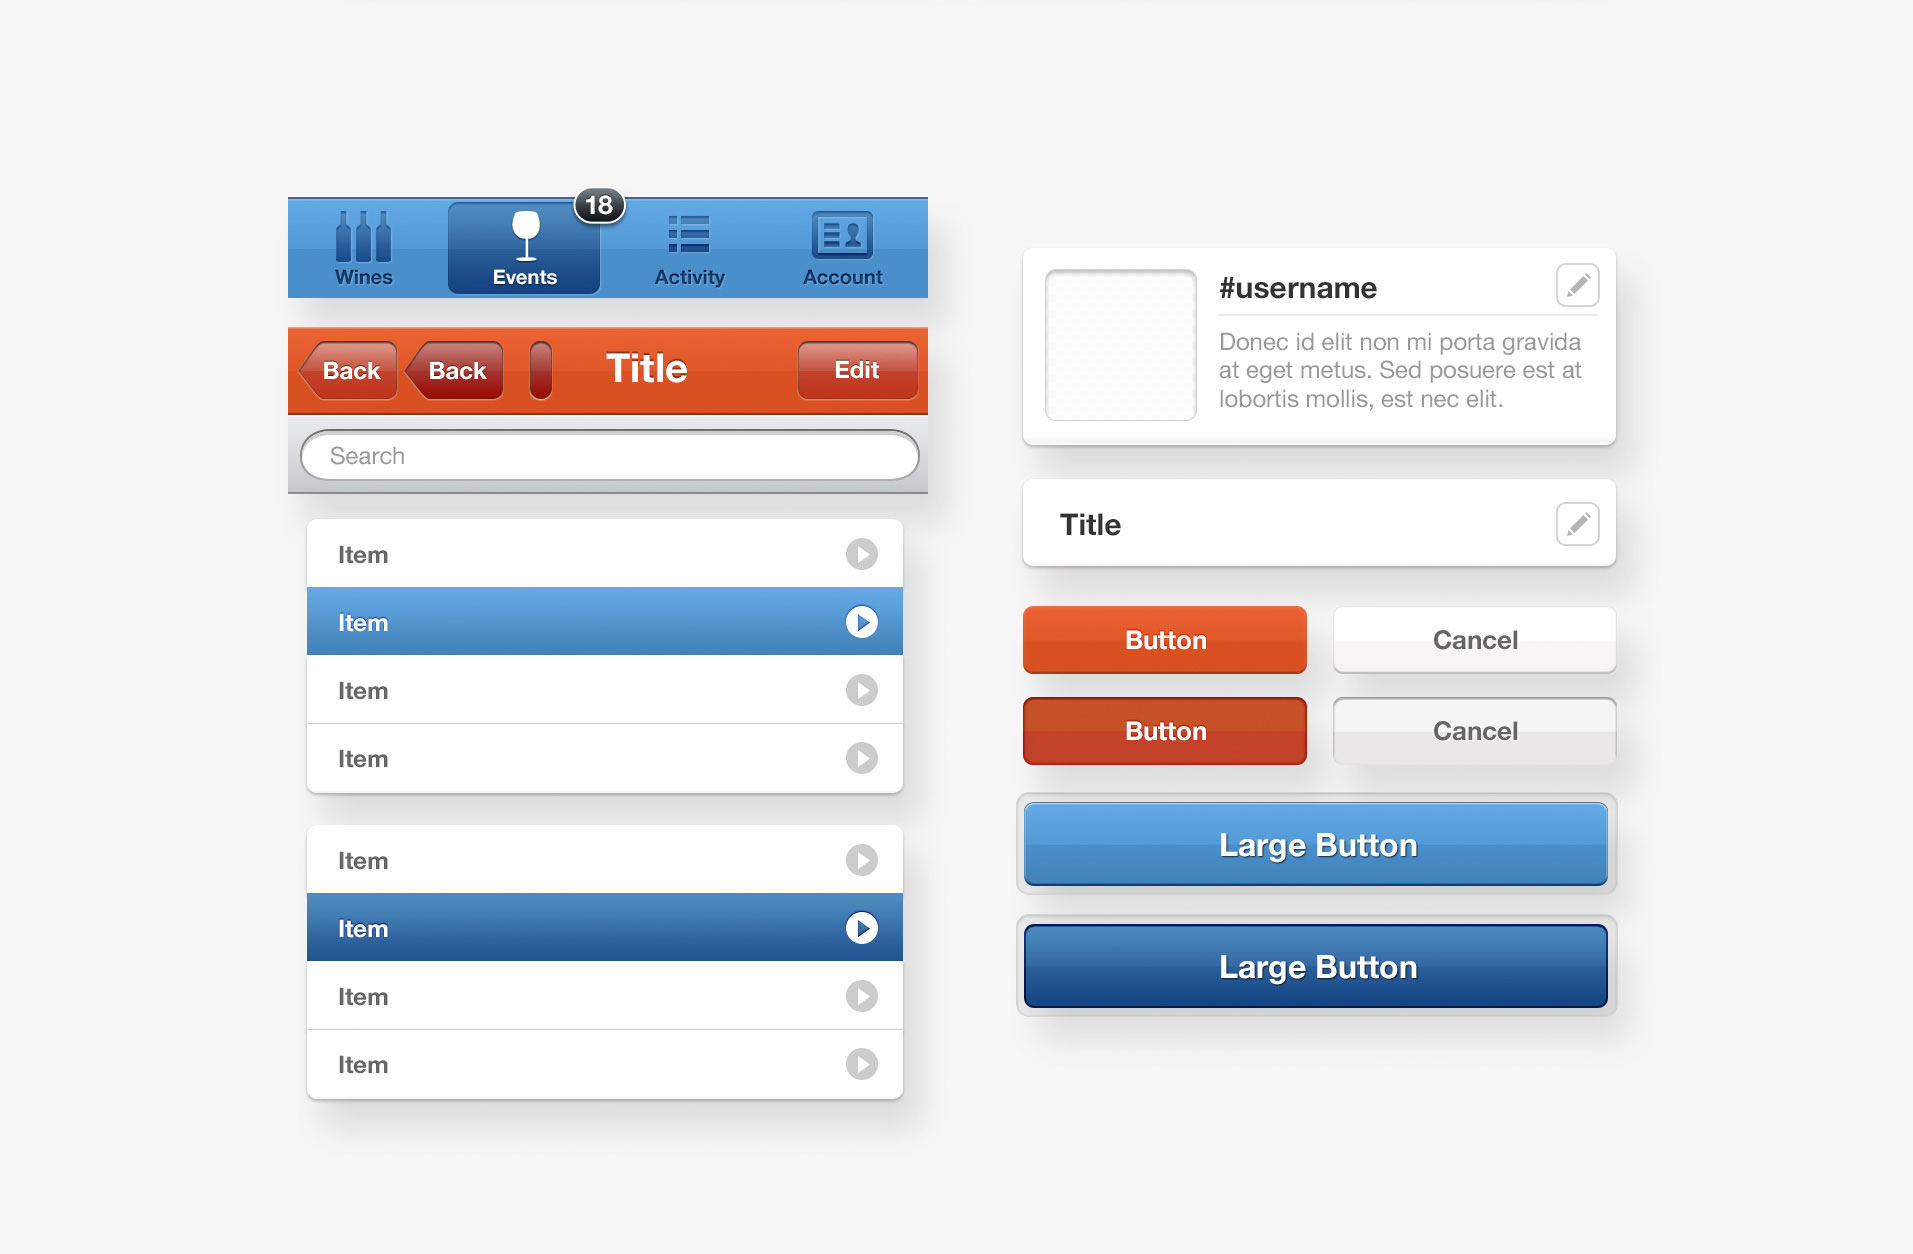 18
Wines
Events
Activity
Account
Back
Back
Title
Edit
Search
Item
Item
Item
Item
Item
Item
Item
Item
#username
Donec id elit non mi porta gravida
at eget metus. Sed posuere est at
lobortis mollis, est nec elit.
Title
Button
Cancel
Button
Cancel
Large Button
Large Button